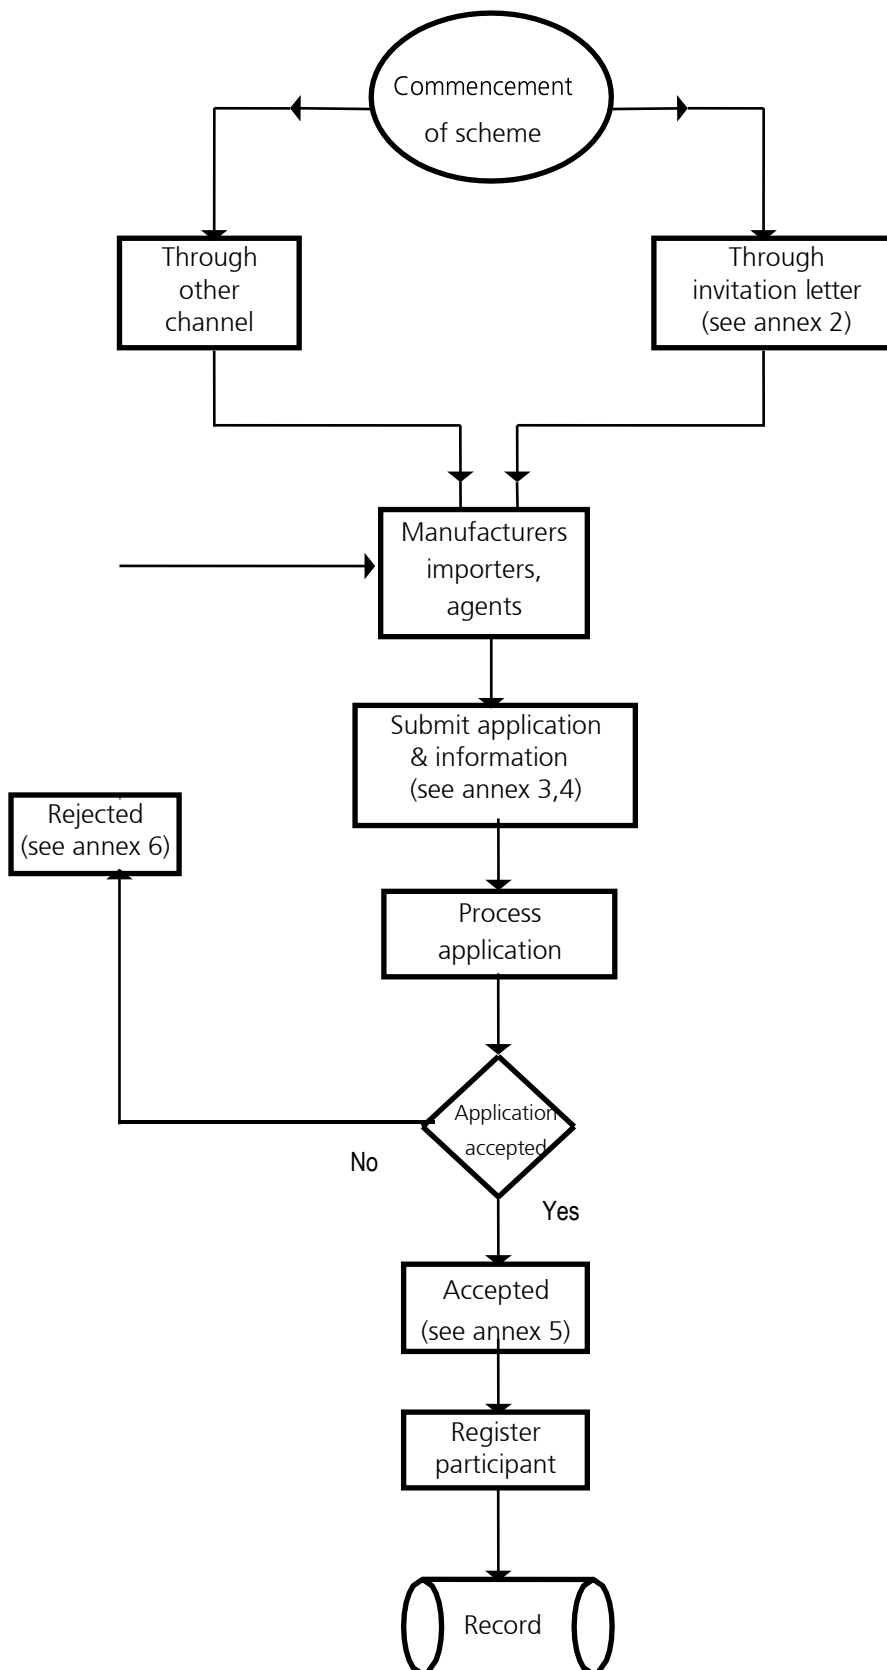 Commencement
of scheme
Through
other
channel
Through
invitation letter
(see annex 2)
Manufacturers
importers,
agents
Submit application
& information
(see annex 3,4)
Rejected
(see annex 6)
Process
application
Application
accepted
No
Yes
Accepted
(see annex 5)
Register
participant
Record